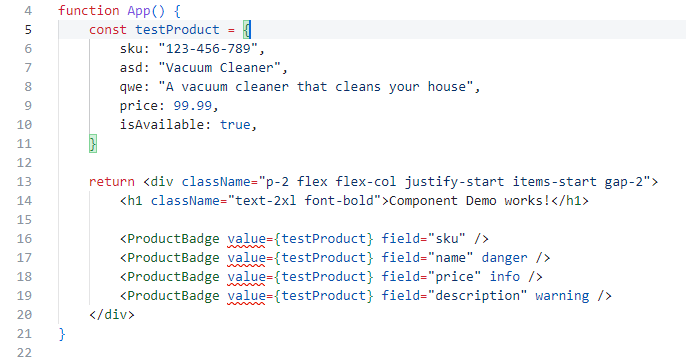 4 function App() {
5 const testProduct = {
6 sku: "123-456-789",
7 asd: "Vacuum Cleaner",
8 qwe: "A vacuum cleaner that cleans your house",
9 price: 99.99,
10 isAvailable: true,
11 }
12
13 return <div className="p-2 flex flex-col justify-start items-start gap-2">
14 <h1 className="text-2xl font-bold">Component Demo works!</h1>
15
16 <ProductBadge value={testProduct} field="sku" />
17 <ProductBadge value={testProduct} field="name" danger />
18 <ProductBadge value={testProduct} field="price" info />
19 <ProductBadge value={testProduct} field="description" warning />
20 </div>
21 }
22